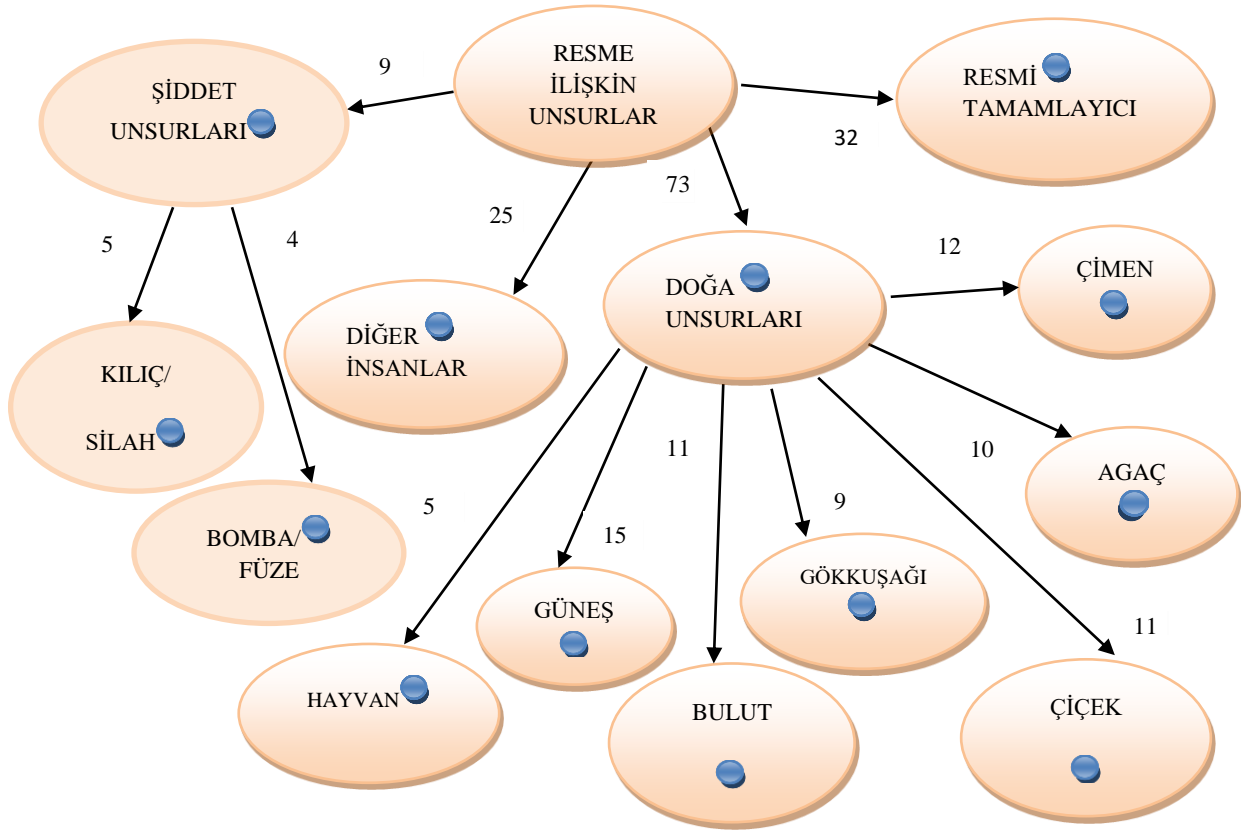 RESME
İLİŞKİN
UNSURLAR
9
ŞİDDET
UNSURLARI
32
RESMİ
TAMAMLAYICI
25
73
5
4
12
ÇİMEN
DOĞA
UNSURLARI
DİĞER
İNSANLAR
KILIÇ/
SİLAH
BOMBA/
FÜZE
5
15
11
9
10
11
AGAÇ
GÖKKUŞAĞI
GÜNEŞ
HAYVAN
BULUT
ÇİÇEK